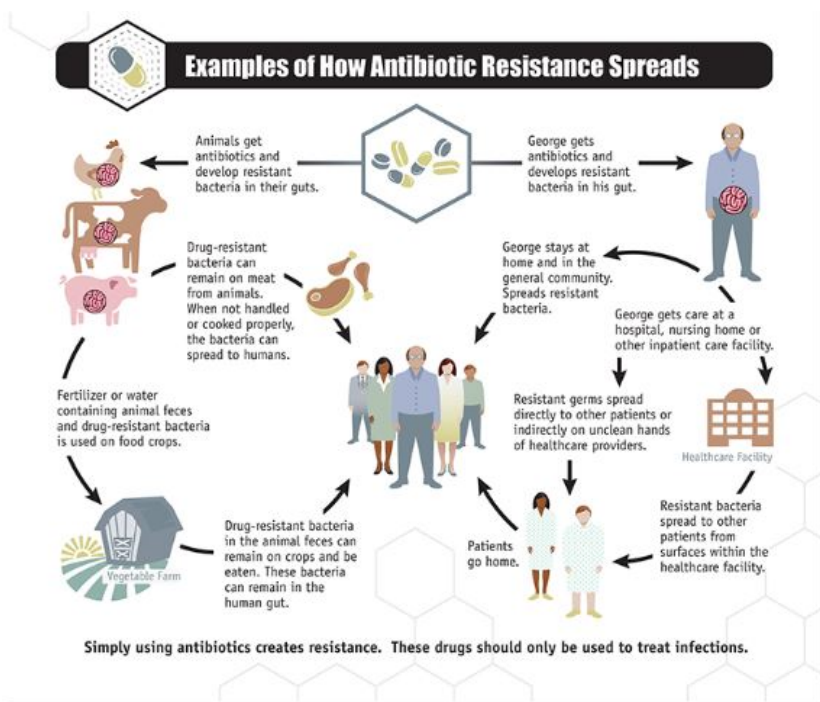 Examples of How Antibiotic Resistance Spreads
Animals get
antibiotics and
develop resistant
bacteria in their guts.
George gets
antibiotics and
develops resistant
bacteria in his gut.
Drug-resistant
bacteria can
remain on meat
from animals.
When not handled
or cooked properly,
the bacteria can
spread to humans.
George stays at
home and in the
general community.
Spreads resistant
bacteria.
George gets care at a
hospital, nursing home or
other inpatient care facility.
Fertilizer or water
containing animal feces
and drug-resistant bacteria
is used on food crops.
Resistant germs spread
directly to other patients or
indirectly on unclean hands
of healthcare providers.
Healthcare Facility
Vegetable Farm
Drug-resistant bacteria
in the animal feces can
remain on crops and be
eaten. These bacteria
can remain in the
human gut.
Patients
go home.
Resistant bacteria
spread to other
patients from
surfaces within the
healthcare facility.
Simply using antibiotics creates resistance. These drugs should only be used to treat infections.